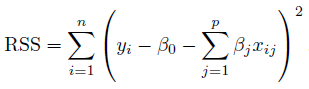 RSS = \sum_{i=1}^{n} \left( y_i - \beta_0 - \sum_{j=1}^{p} \beta_j x_{ij} \right)^2